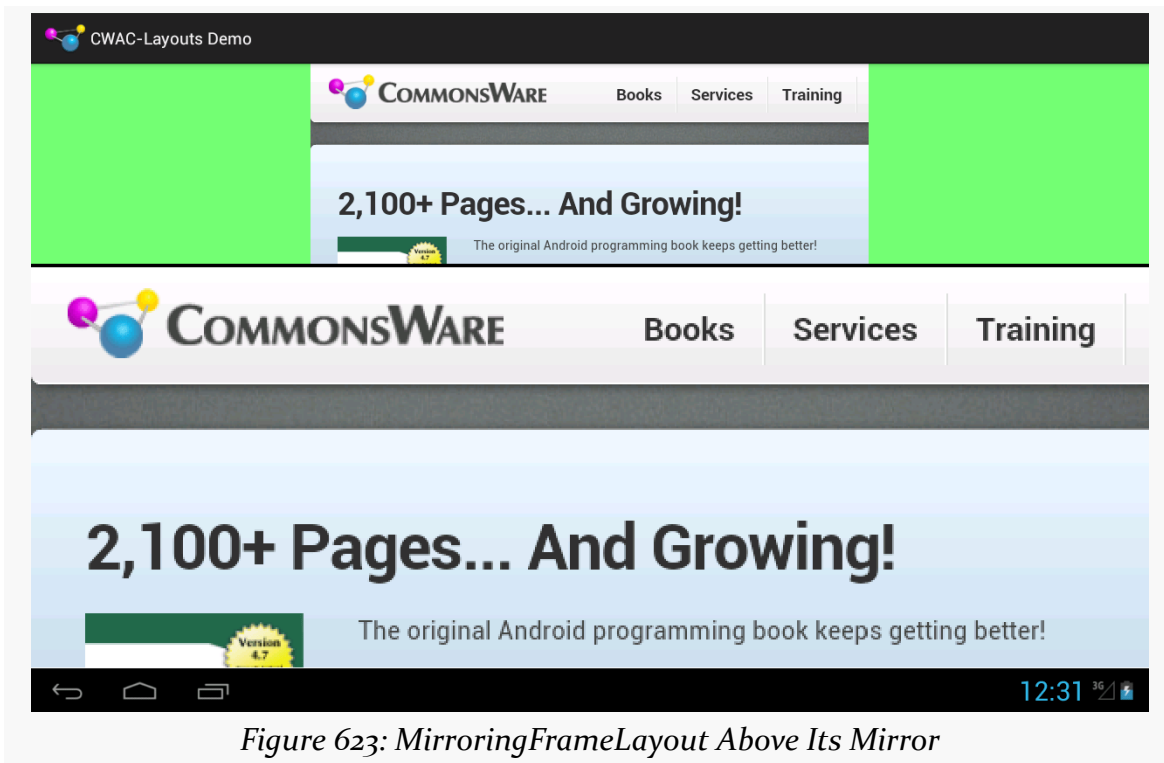 CWAC-Layouts Demo
COMMONSWARE Books Services Training
2,100+ Pages... And Growing!
The original Android programming book keeps getting better!
Version
4.7
COMMONSWARE Books Services Training
2,100+ Pages... And Growing!
The original Android programming book keeps getting better!
Version
4.7
12:31 3G
Figure 623: MirroringFrameLayout Above Its Mirror